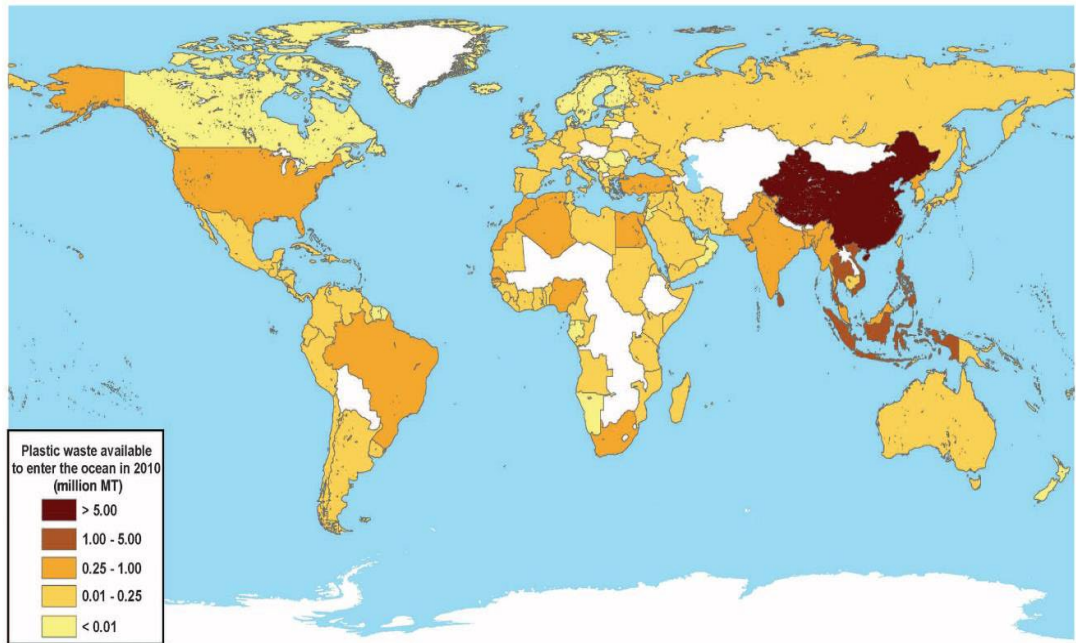 Plastic waste available
to enter the ocean in 2010
(million MT)
> 5.00
1.00 - 5.00
0.25 - 1.00
0.01 - 0.25
< 0.01